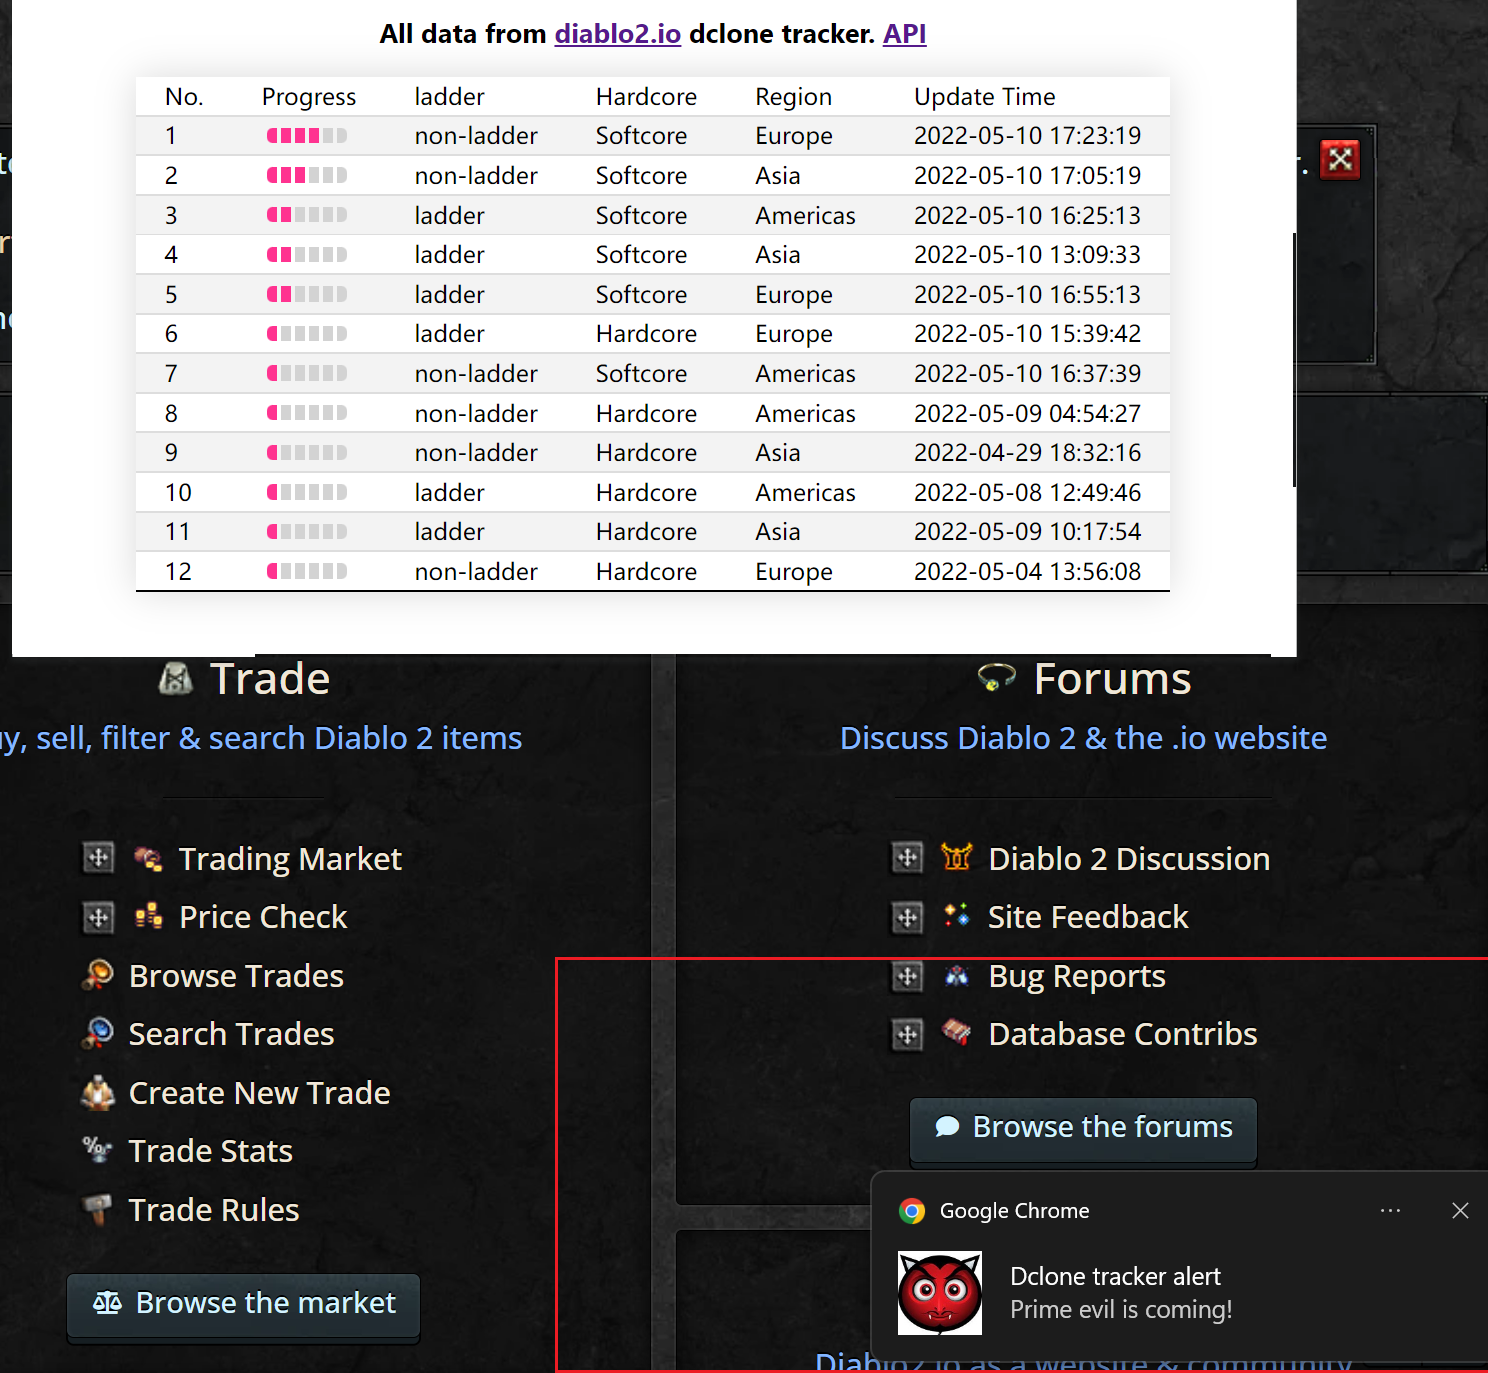 All data from diablo2.io dclone tracker. API
No. Progress ladder Hardcore Region Update Time
1 non-ladder Softcore Europe 2022-05-10 17:23:19
2 non-ladder Softcore Asia 2022-05-10 17:05:19
3 ladder Softcore Americas 2022-05-10 16:25:13
4 ladder Softcore Asia 2022-05-10 13:09:33
5 ladder Softcore Europe 2022-05-10 16:55:13
6 ladder Hardcore Europe 2022-05-10 15:39:42
7 non-ladder Softcore Americas 2022-05-10 16:37:39
8 non-ladder Hardcore Americas 2022-05-09 04:54:27
9 non-ladder Hardcore Asia 2022-04-29 18:32:16
10 ladder Hardcore Americas 2022-05-08 12:49:46
11 ladder Hardcore Asia 2022-05-09 10:17:54
12 non-ladder Hardcore Europe 2022-05-04 13:56:08
Trade
sell, filter & search Diablo 2 items
Trading Market
Price Check
Browse Trades
Search Trades
Create New Trade
Trade Stats
Trade Rules
Browse the market
Forums
Discuss Diablo 2 & the .io website
Diablo 2 Discussion
Site Feedback
Bug Reports
Database Contribs
Browse the forums
Google Chrome
Dclone tracker alert
Prime evil is coming!
Diablo2.io as a website & community